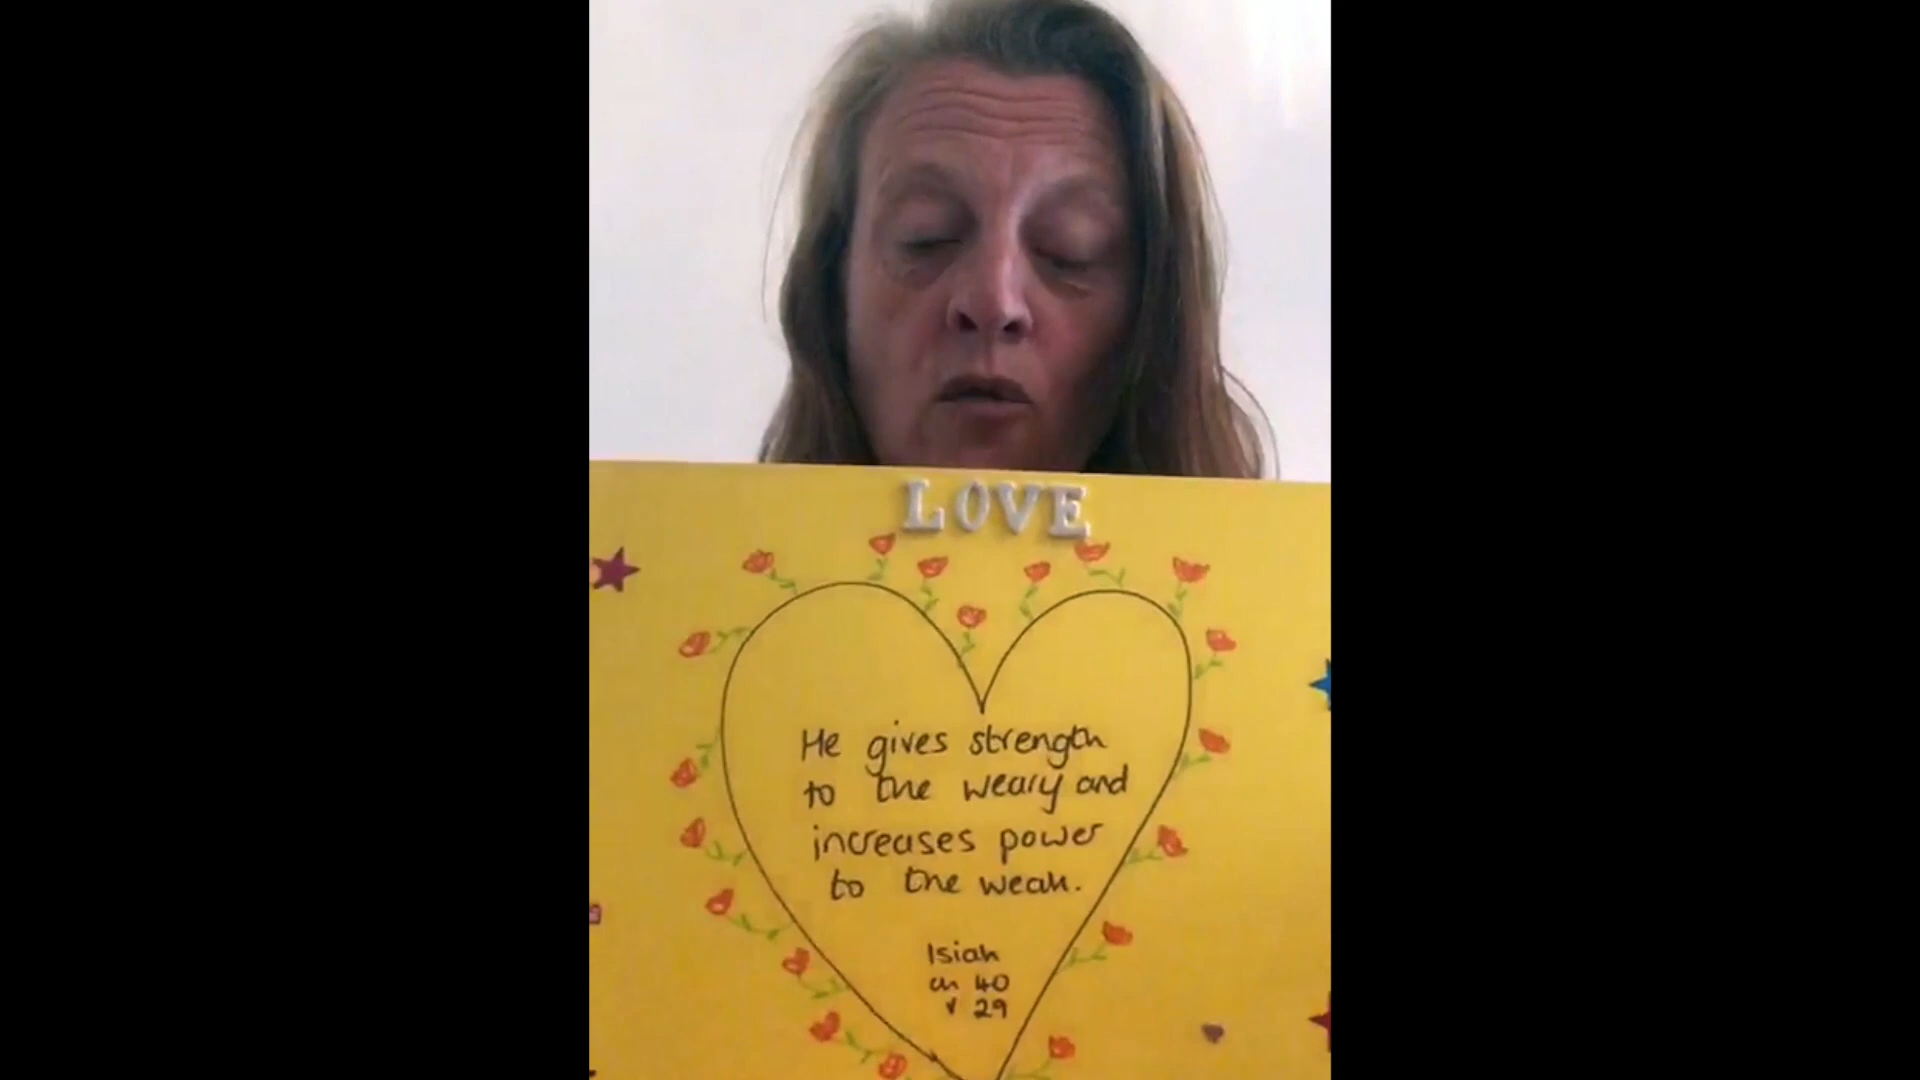 LOVE
He gives strength
to the weary and
increases power
to the weak.
Isiah
ch 40
v 29